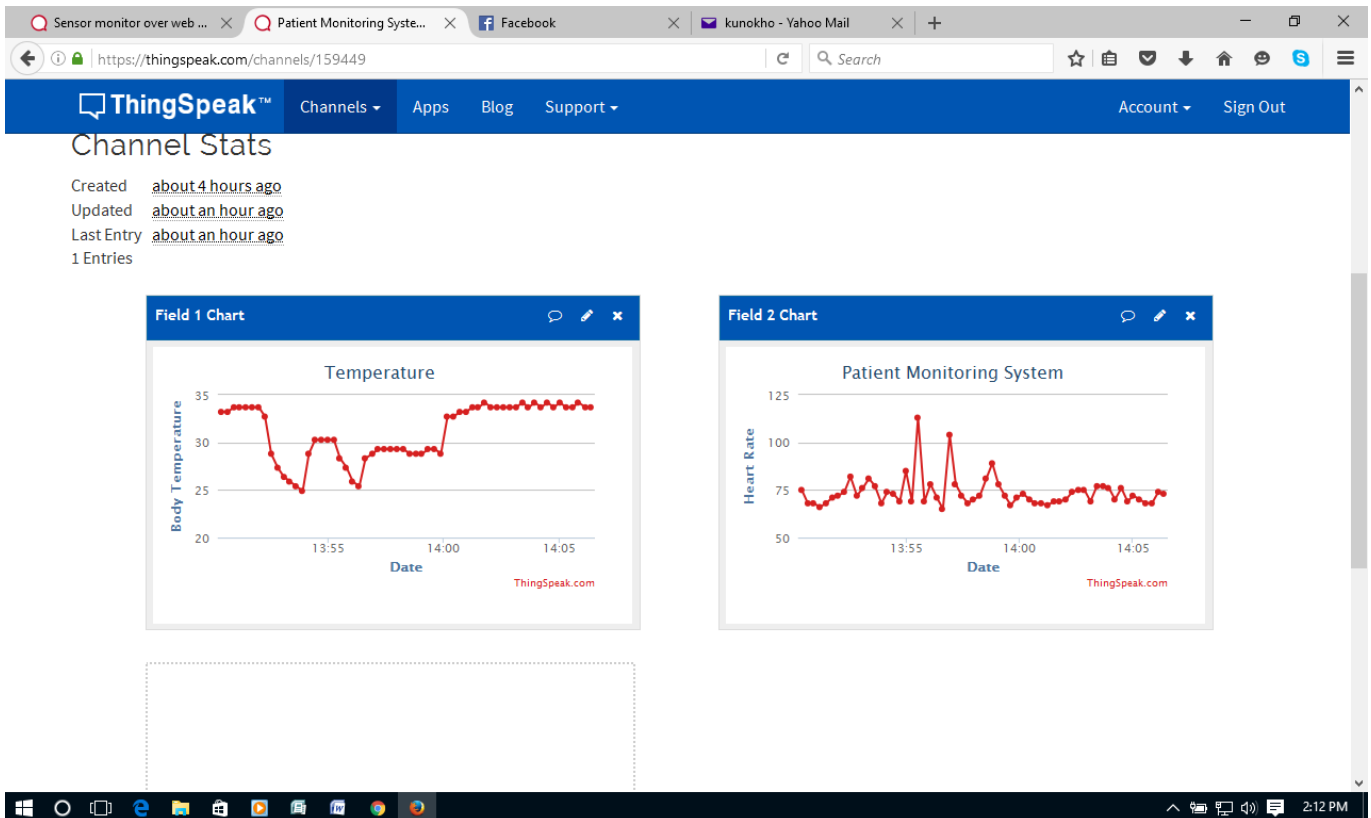 Sensor monitor over web ...
Patient Monitoring Syste...
Facebook
kunokho - Yahoo Mail
https://thingspeak.com/channels/159449
Search
ThingSpeak™ Channels Apps Blog Support Account Sign Out
Channel Stats
Created about 4 hours ago
Updated about an hour ago
Last Entry about an hour ago
1 Entries
Field 1 Chart
Temperature
Body Temperature
35
30
25
20
13:55 14:00 14:05
Date
ThingSpeak.com
Field 2 Chart
Patient Monitoring System
Heart Rate
125
100
75
50
13:55 14:00 14:05
Date
ThingSpeak.com
2:12 PM